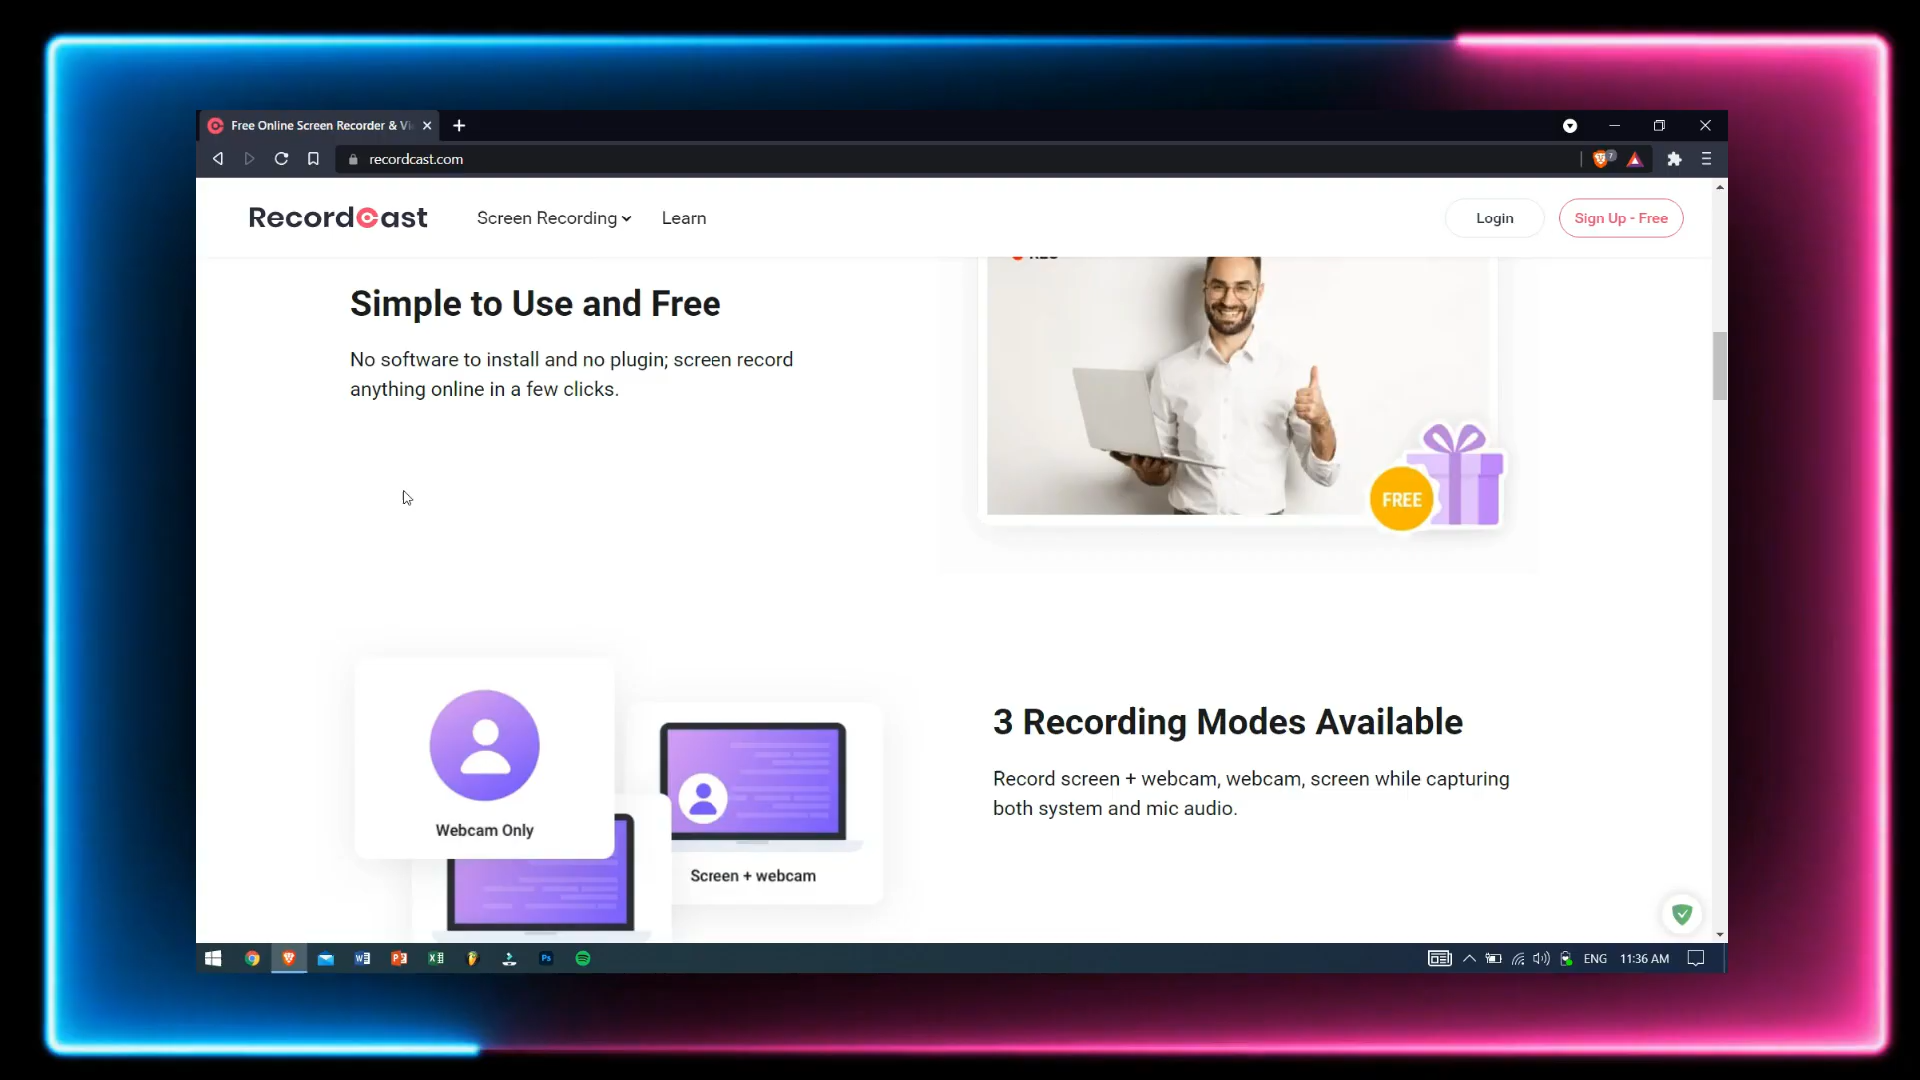 Free Online Screen Recorder & Vi
recordcast.com
7
RecordCast
Screen Recording
Learn
Login
Sign Up - Free
Simple to Use and Free
No software to install and no plugin; screen record
anything online in a few clicks.
FREE
Webcam Only
Screen + webcam
3 Recording Modes Available
Record screen + webcam, webcam, screen while capturing
both system and mic audio.
Ps
ENG
11:36 AM